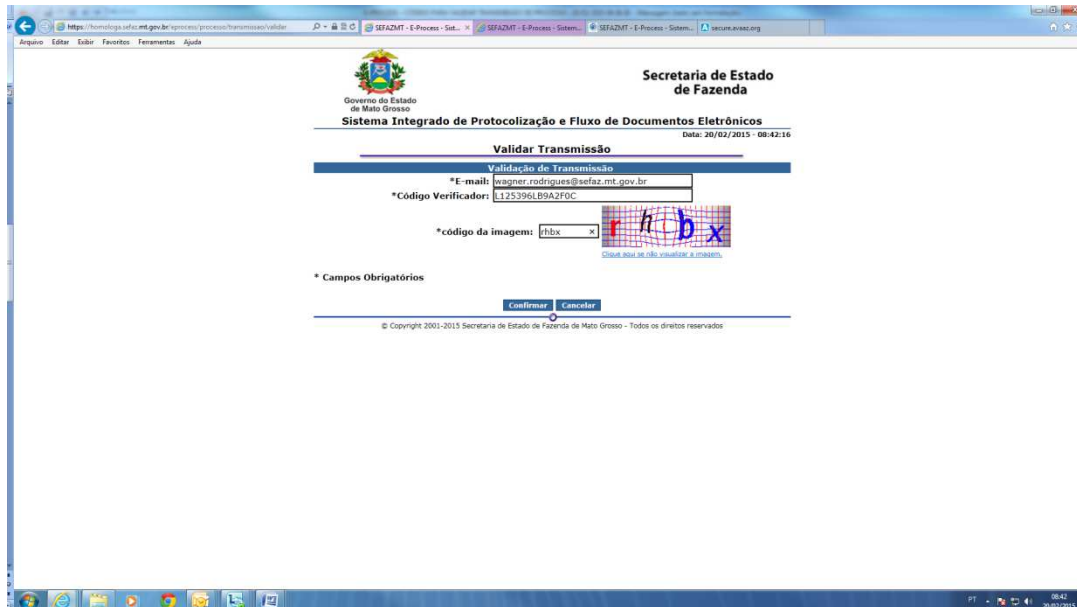 https://homologa.sefaz.mt.gov.br/eprocess/processo/transmissao/validar
SEFAZMT - E-Process - Sist...
SEFAZMT - E-Process - Sistem...
SEFAZMT - E-Process - Sistem...
secure.evasc.org
Arquivo Editar Exibir Favoritos Ferramentas Ajuda
Governo do Estado
de Mato Grosso
Secretaria de Estado
de Fazenda
Sistema Integrado de Protocolização e Fluxo de Documentos Eletrônicos
Data: 20/02/2015 - 08:42:16
Validar Transmissão
Validação de Transmissão
*E-mail: wagner.rodrigues@sefaz.mt.gov.br
*Código Verificador: L125396LB9A2F0C
*código da imagem: rhbx
r h b x
Clique aqui se não visualizar a imagem.
* Campos Obrigatórios
Confirmar Cancelar
© Copyright 2001-2015 Secretaria de Estado de Fazenda de Mato Grosso - Todos os direitos reservados
PT
08:42
20/02/2015